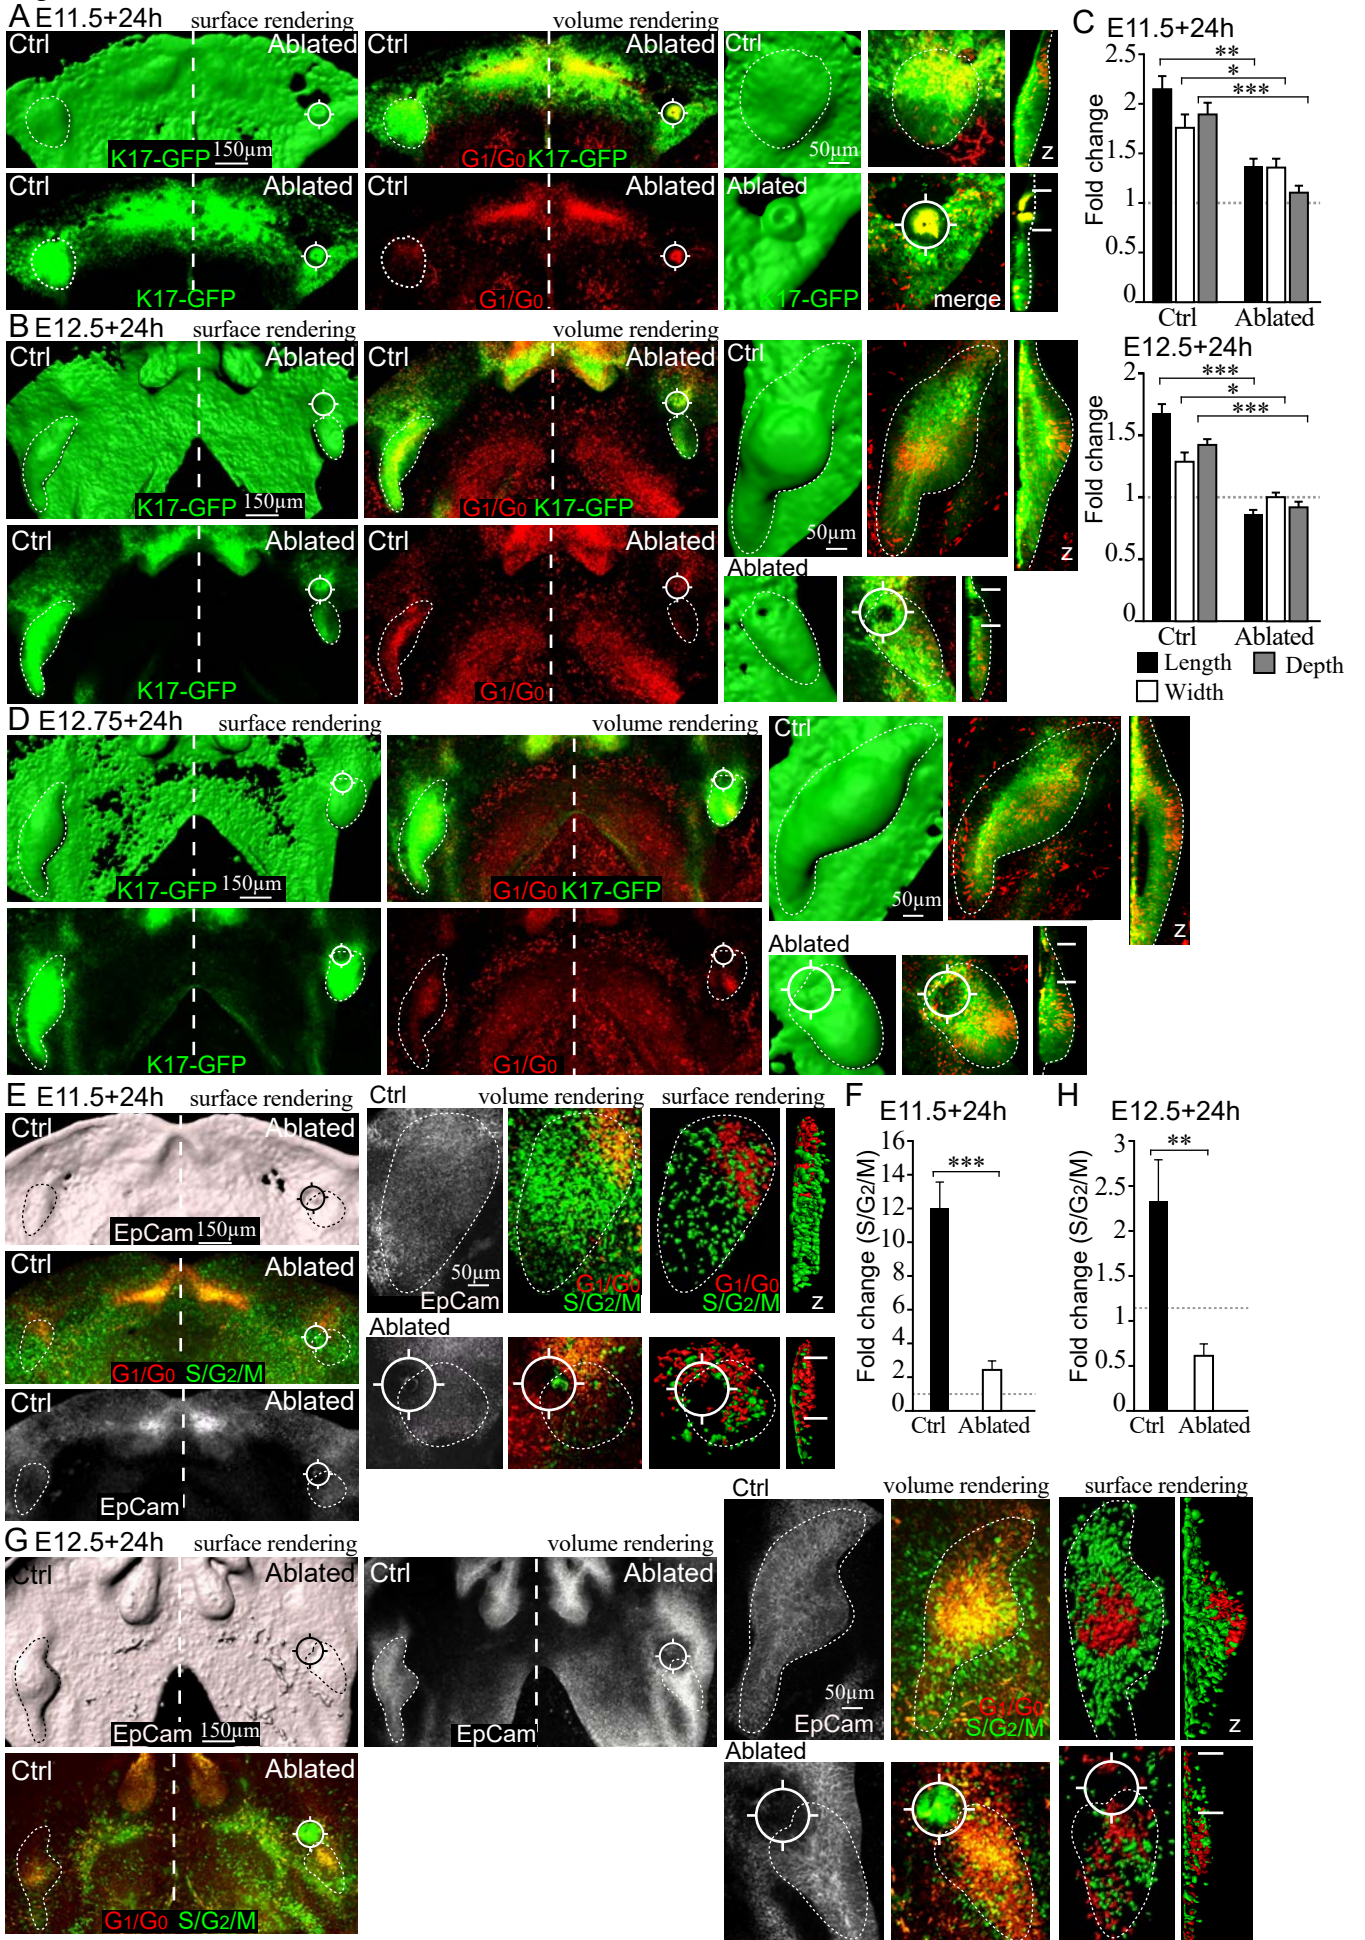 A E11.5+24h surface rendering volume rendering
Ctrl Ablated Ctrl Ablated Ctrl
K17-GFP 150µm G1/G0 K17-GFP 50µm z
Ctrl Ablated Ablated Ablated
K17-GFP G1/G0 K17-GFP merge
C E11.5+24h
2.5
2
1.5
1
0.5
0
Fold change
** * ***
Ctrl Ablated
B E12.5+24h surface rendering volume rendering
Ctrl Ablated Ctrl Ablated Ctrl
K17-GFP 150µm G1/G0 K17-GFP 50µm z
Ctrl Ablated Ctrl Ablated Ablated
K17-GFP G1/G0
E12.5+24h
2
1.5
1
0.5
0
Fold change
*** * ***
Ctrl Ablated
Length Depth
Width
D E12.75+24h surface rendering volume rendering
Ctrl
K17-GFP 150µm G1/G0 K17-GFP 50µm z
Ablated
K17-GFP G1/G0
E E11.5+24h surface rendering
Ctrl Ablated
EpCam 150µm
Ctrl Ablated
G1/G0 S/G2/M
Ctrl Ablated
EpCam
Ctrl volume rendering surface rendering
50µm
EpCam G1/G0 S/G2/M G1/G0 S/G2/M z
Ablated
F E11.5+24h
16
14
12
10
8
6
4
2
0
Fold change (S/G2/M)
***
Ctrl Ablated
H E12.5+24h
3
2.5
2
1.5
1
0.5
0
Fold change (S/G2/M)
**
Ctrl Ablated
G E12.5+24h surface rendering volume rendering
Ctrl Ablated Ctrl Ablated
EpCam 150µm EpCam
Ctrl Ablated
G1/G0 S/G2/M
Ctrl volume rendering surface rendering
50µm
EpCam G1/G0 S/G2/M z
Ablated